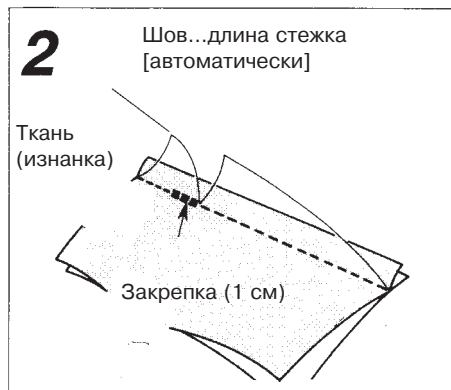 2
Шов...длина стежка
[автоматически]
Ткань
(изнанка)
Закрепка (1 см)